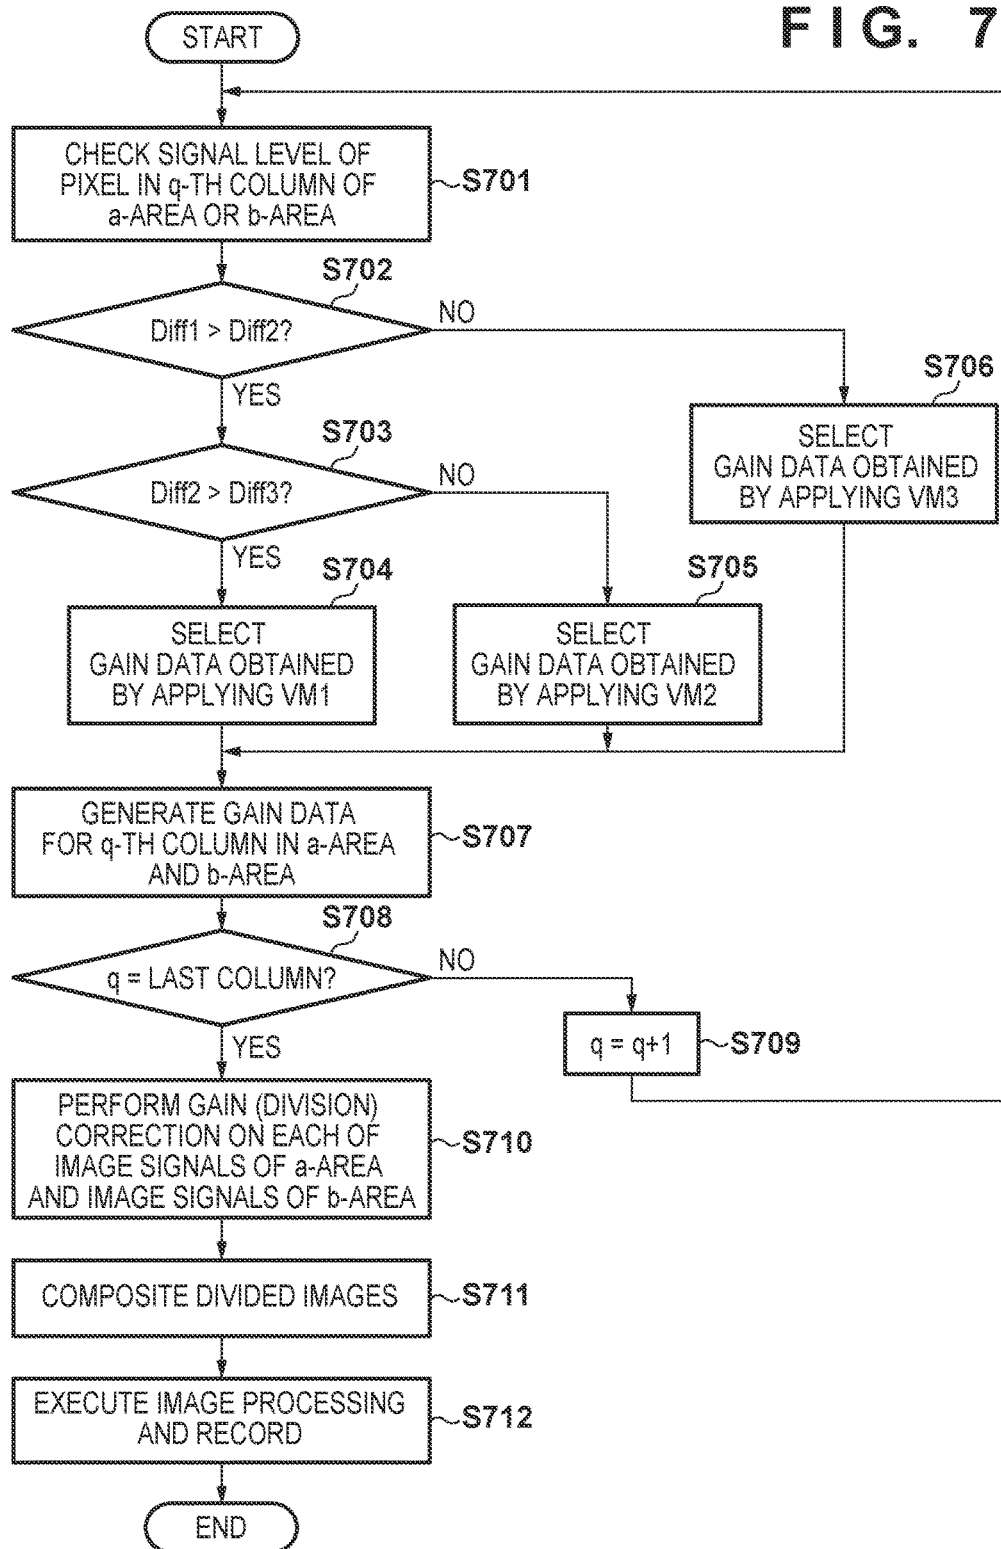 FIG. 7
START
CHECK SIGNAL LEVEL OF
PIXEL IN q-TH COLUMN OF
a-AREA OR b-AREA
S701
S702
Diff1 > Diff2?
NO
YES
S703
Diff2 > Diff3?
NO
YES
S706
SELECT
GAIN DATA OBTAINED
BY APPLYING VM3
S704
SELECT
GAIN DATA OBTAINED
BY APPLYING VM1
S705
SELECT
GAIN DATA OBTAINED
BY APPLYING VM2
GENERATE GAIN DATA
FOR q-TH COLUMN IN a-AREA
AND b-AREA
S707
S708
q = LAST COLUMN?
NO
YES
q = q+1
S709
PERFORM GAIN (DIVISION)
CORRECTION ON EACH OF
IMAGE SIGNALS OF a-AREA
AND IMAGE SIGNALS OF b-AREA
S710
COMPOSITE DIVIDED IMAGES
S711
EXECUTE IMAGE PROCESSING
AND RECORD
S712
END